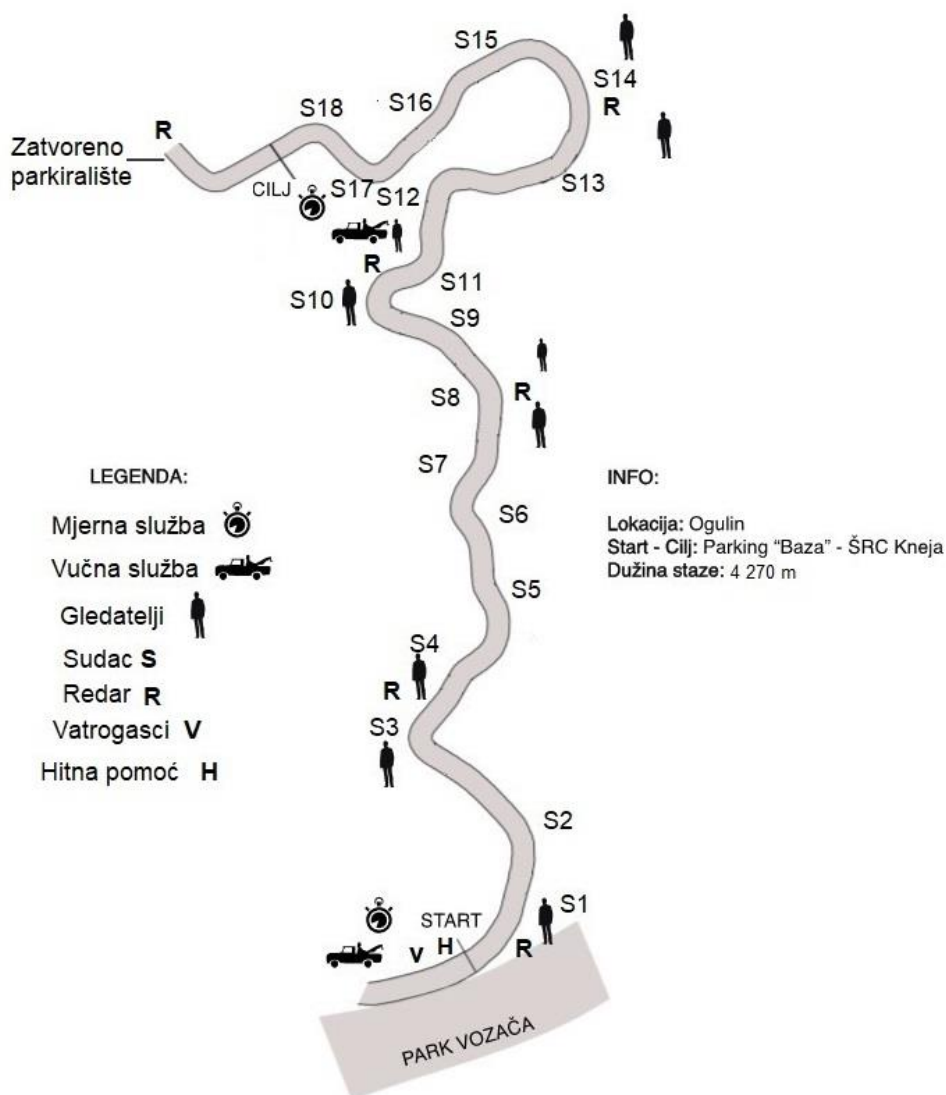 S15
S14
R
S16
S18
R
Zatvoreno
parkiralište
CILJ
S17
S12
S13
R
S11
S10
S9
S8
R
S7
S6
S5
S4
R
S3
S2
S1
START
V
H
R
PARK VOZAČA
LEGENDA:
Mjerna služba
Vučna služba
Gledatelji
Sudac S
Redar R
Vatrogasci V
Hitna pomoć H
INFO:
Lokacija: Ogulin
Start - Cilj: Parking "Baza" - ŠRC Kneja
Dužina staze: 4 270 m